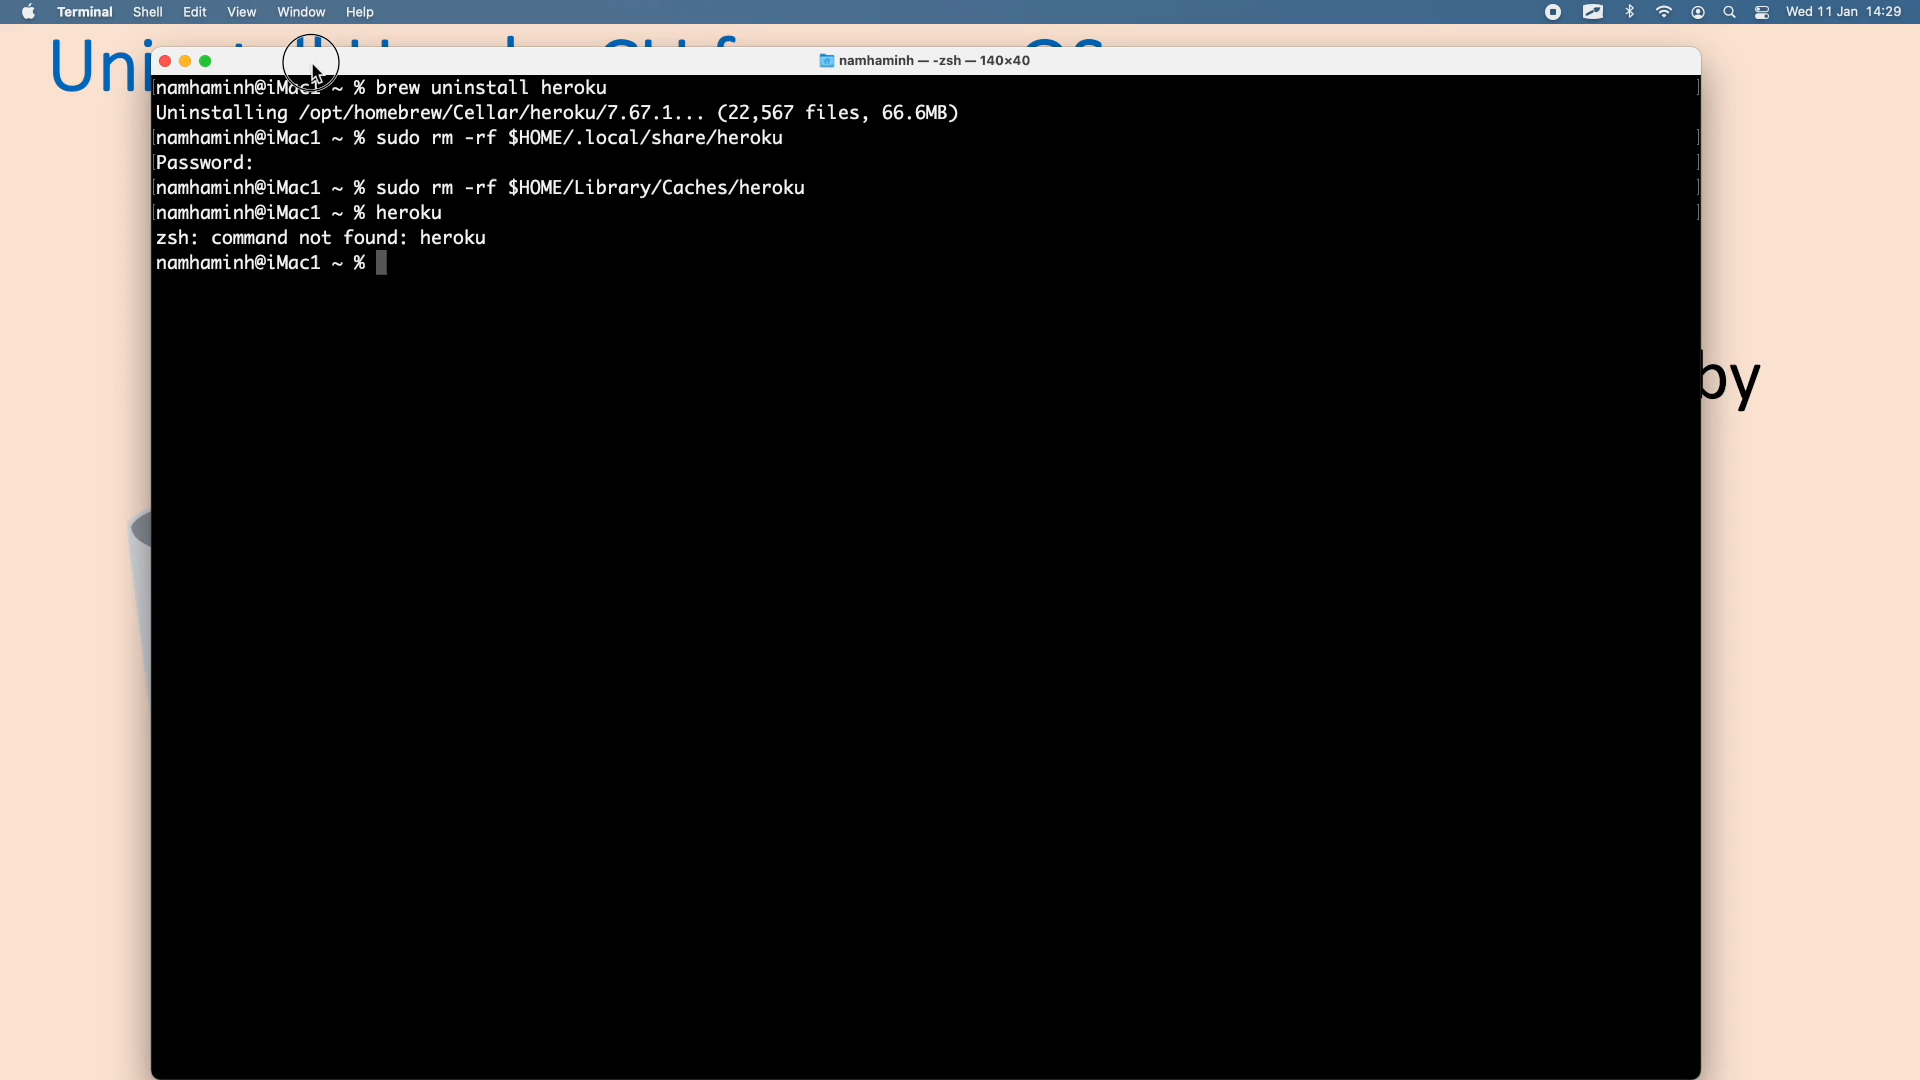 Terminal Shell Edit View Window Help Wed 11 Jan 14:29
namhaminh — -zsh — 140×40
namhaminh@iMac1 ~ % brew uninstall heroku
Uninstalling /opt/homebrew/Cellar/heroku/7.67.1... (22,567 files, 66.6MB)
namhaminh@iMac1 ~ % sudo rm -rf $HOME/.local/share/heroku
Password:
namhaminh@iMac1 ~ % sudo rm -rf $HOME/Library/Caches/heroku
namhaminh@iMac1 ~ % heroku
zsh: command not found: heroku
namhaminh@iMac1 ~ %
by